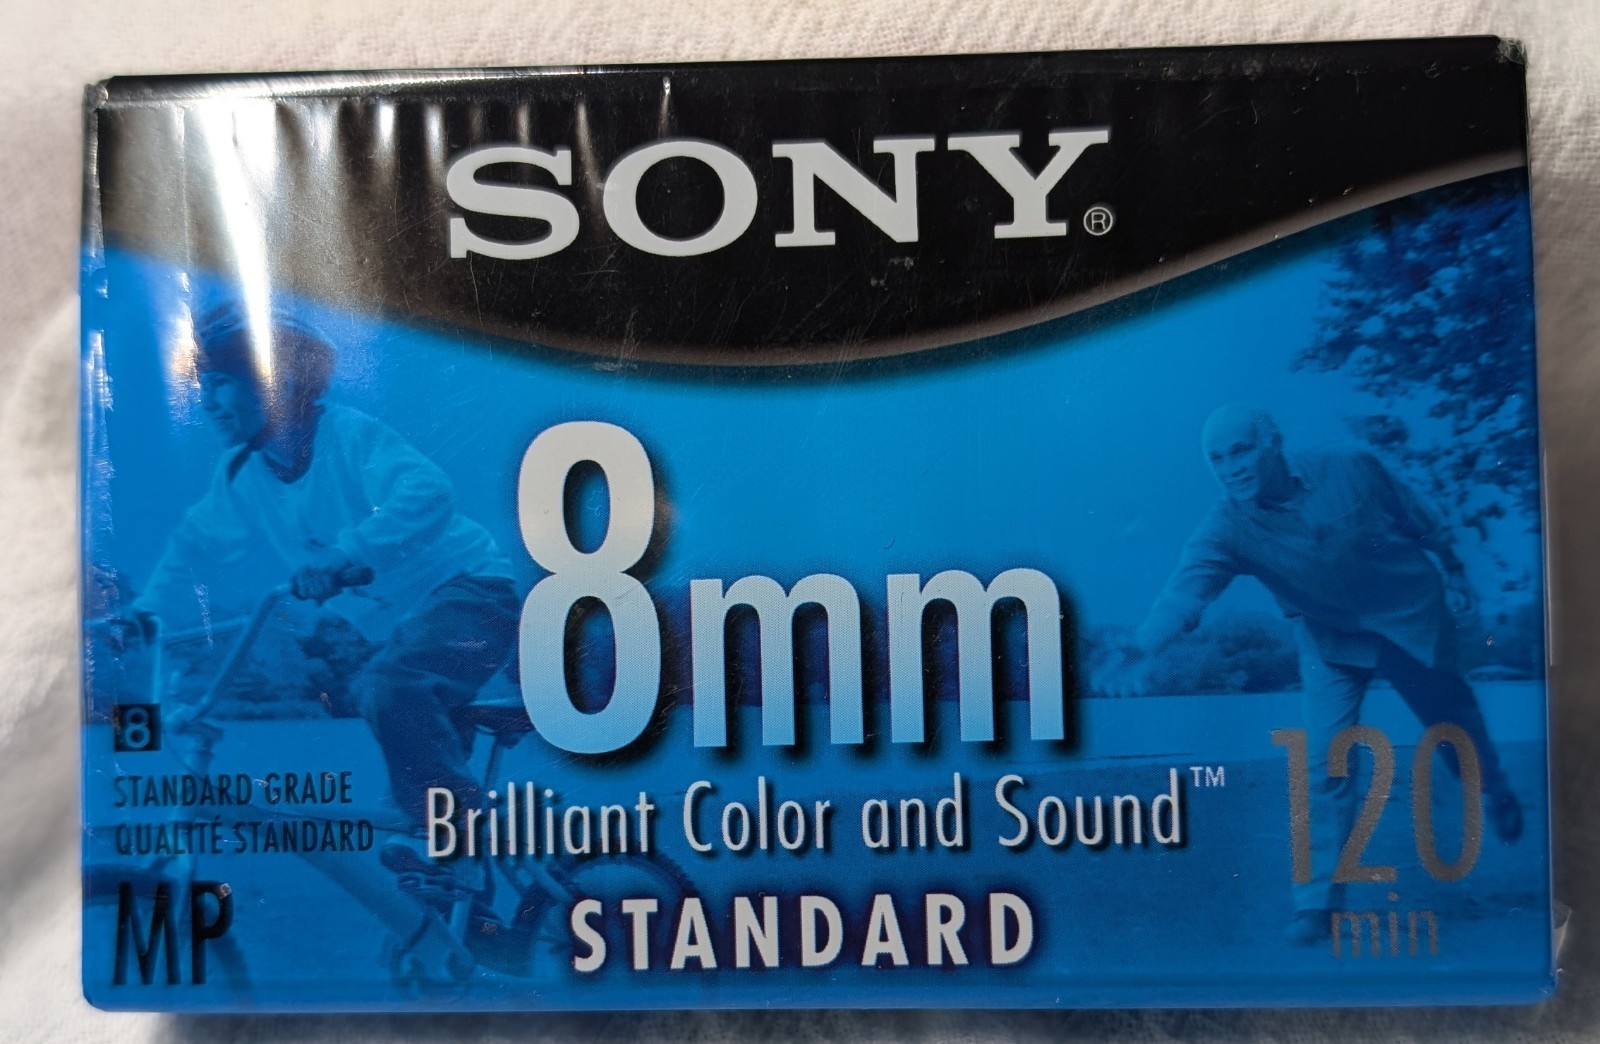 SONY®
8mm
8
STANDARD GRADE
QUALITÉ STANDARD
MP
Brilliant Color and Sound™
STANDARD
120
min